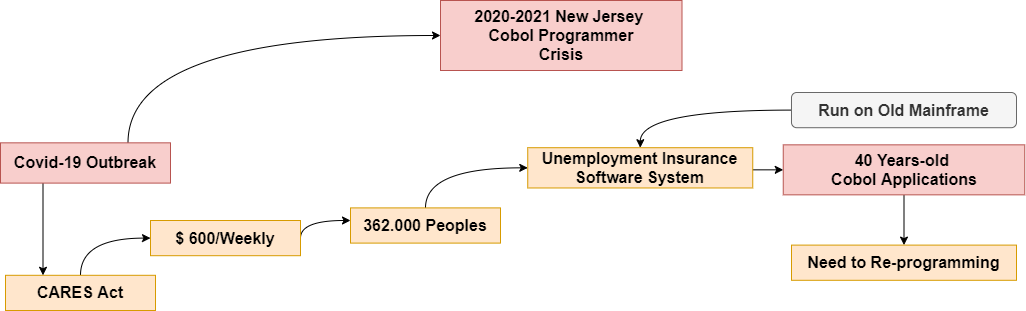 2020-2021 New Jersey
Cobol Programmer
Crisis
Run on Old Mainframe
Covid-19 Outbreak
Unemployment Insurance
Software System
40 Years-old
Cobol Applications
362.000 Peoples
$ 600/Weekly
Need to Re-programming
CARES Act